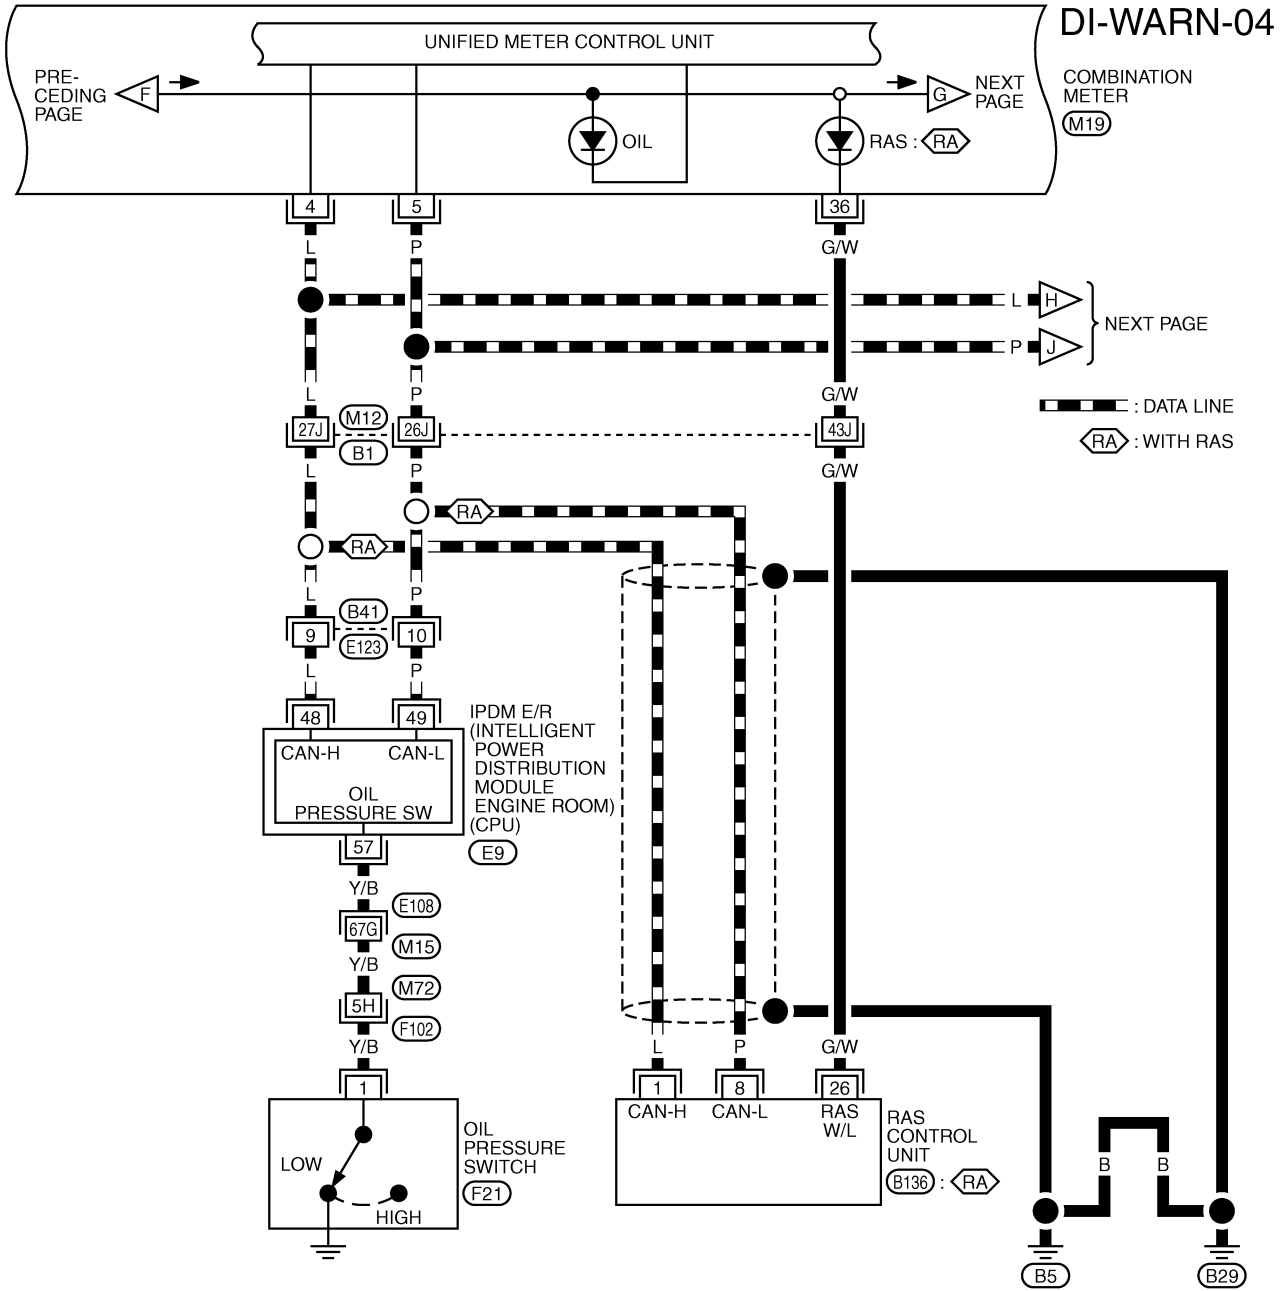 DI-WARN-04
UNIFIED METER CONTROL UNIT
PRE-
CEDING
PAGE
F
G
NEXT
PAGE
COMBINATION
METER
M19
OIL
RAS : RA
4
5
36
L
P
G/W
L
H
NEXT PAGE
P
J
L
P
G/W
: DATA LINE
RA : WITH RAS
M12
27J
26J
43J
B1
L
P
G/W
RA
RA
L
P
B41
9
10
E123
L
P
48
49
CAN-H
CAN-L
OIL
PRESSURE SW
IPDM E/R
(INTELLIGENT
POWER
DISTRIBUTION
MODULE
ENGINE ROOM)
(CPU)
E9
57
Y/B
E108
67G
M15
Y/B
M72
5H
F102
Y/B
L
P
G/W
1
1
8
26
CAN-H
CAN-L
RAS
W/L
RAS
CONTROL
UNIT
B136 : RA
LOW
HIGH
OIL
PRESSURE
SWITCH
F21
B
B
B5
B29